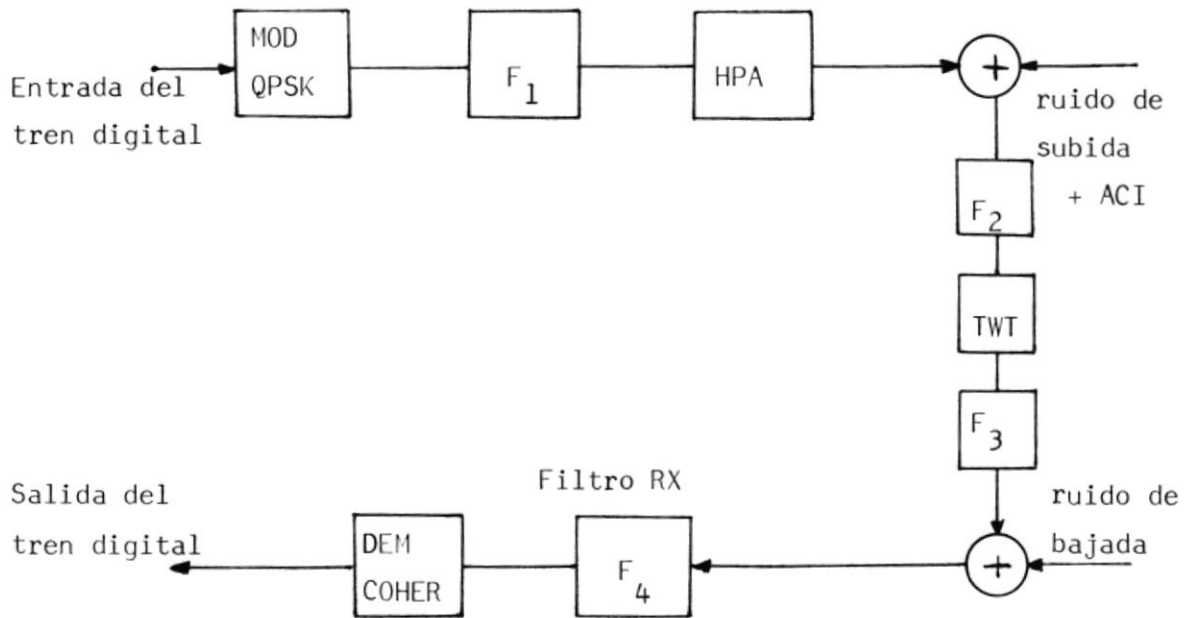 MOD
QPSK
F1
HPA
+
Entrada del
tren digital
ruido de
subida
+ ACI
F2
TWT
F3
Filtro RX
Salida del
tren digital
DEM
COHER
F4
+
ruido de
bajada